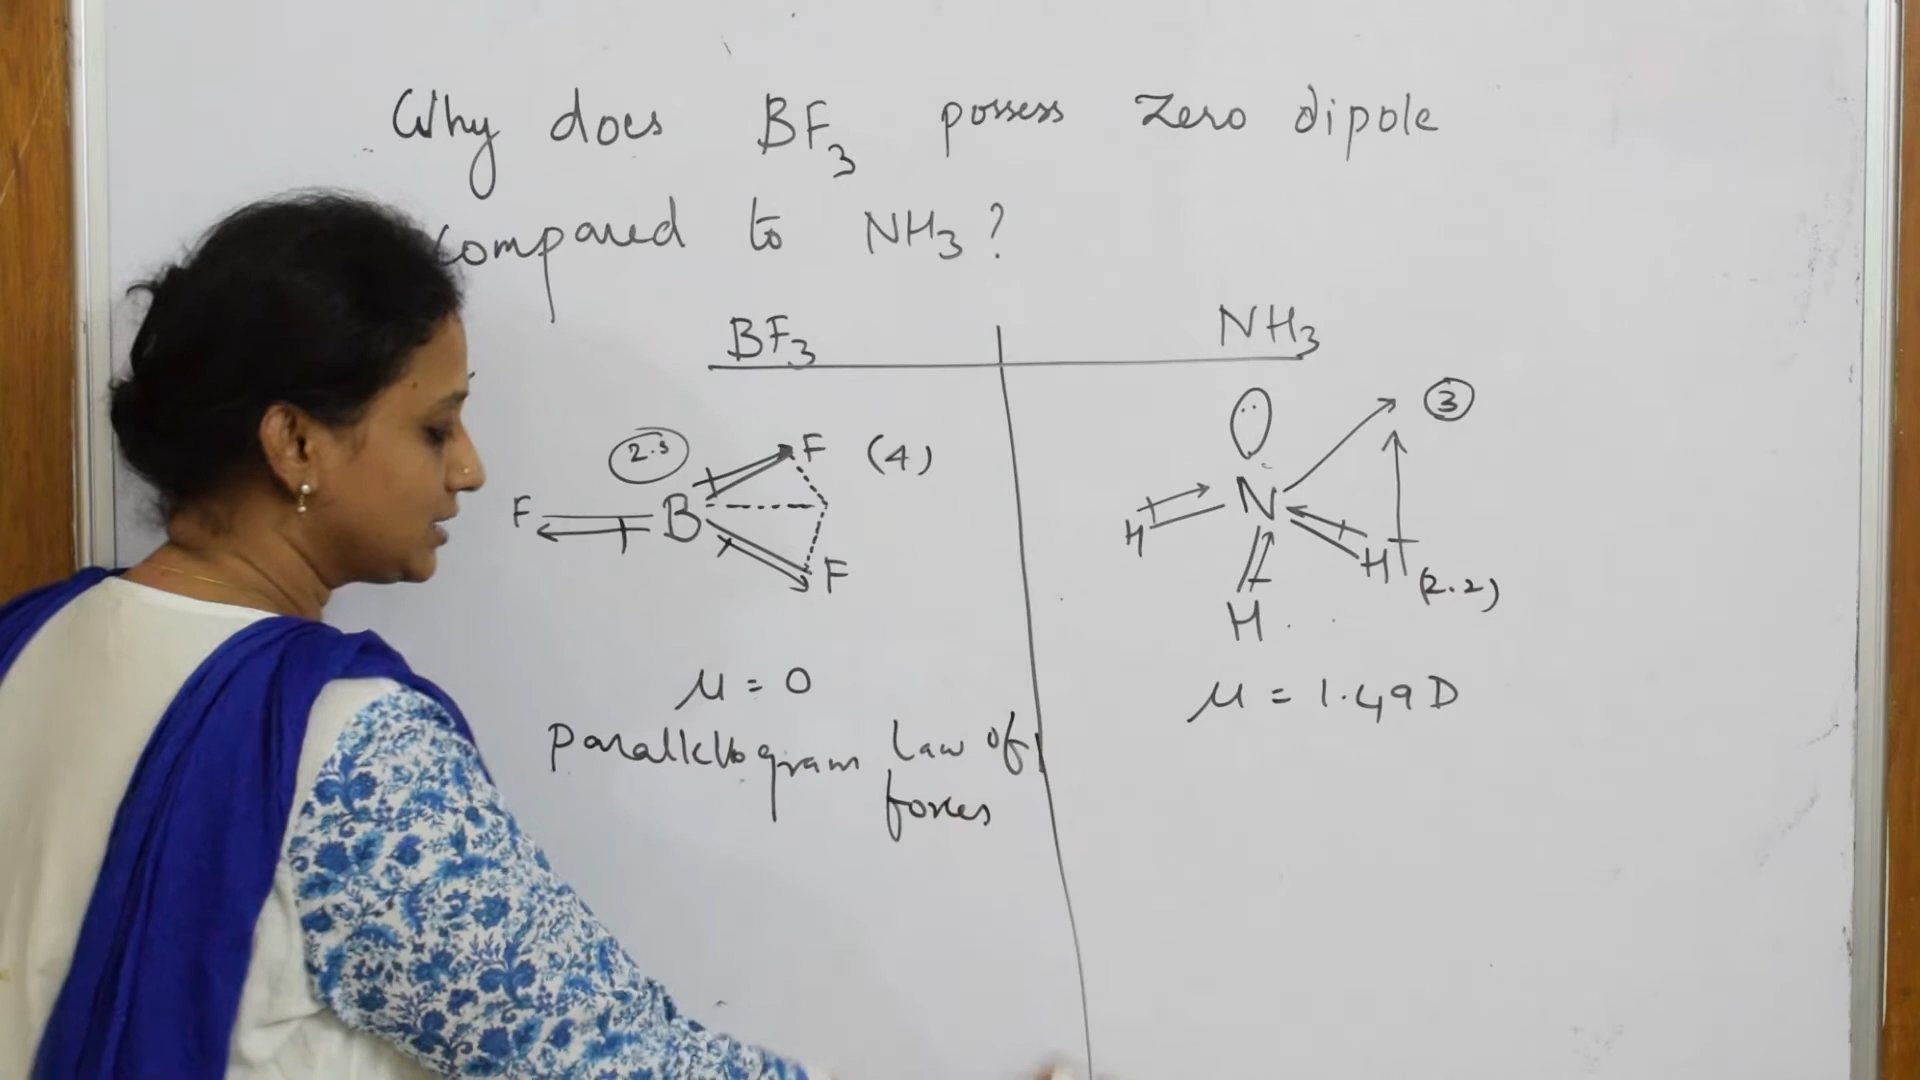 Why does BF3 possess Zero dipole
compared to NH3?
BF3
NH3
3
2.5
F (4)
F B
N
F
H
H (2.2)
H
μ = 0
μ = 1.49 D
Parallelogram Law of
forces